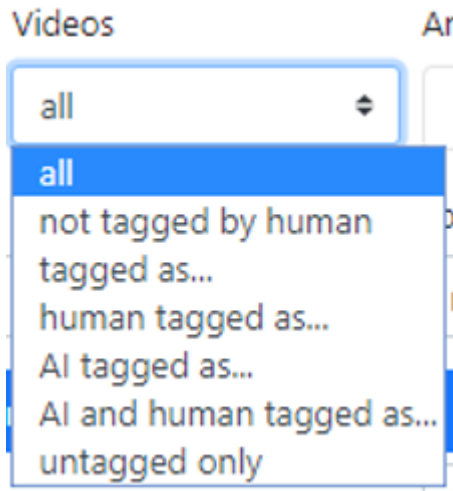 Videos
all
all
not tagged by human
tagged as...
human tagged as...
AI tagged as...
AI and human tagged as...
untagged only